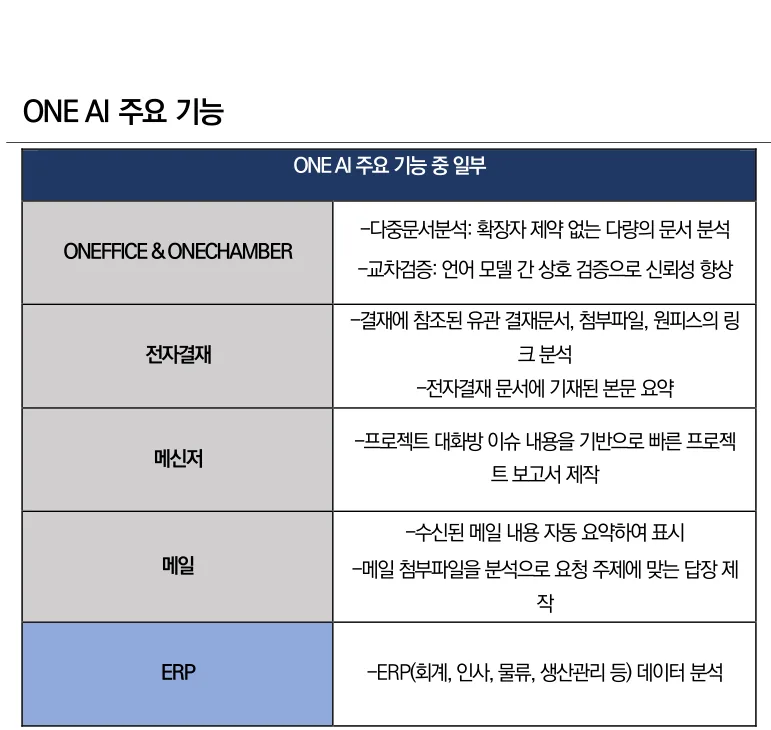 ONE AI 주요 기능
ONE AI 주요 기능 중 일부
ONEFFICE & ONECHAMBER
-다중문서분석: 확장자 제약 없는 다량의 문서 분석
-교차검증: 언어 모델 간 상호 검증으로 신뢰성 향상
전자결재
-결재에 참조된 유관 결재문서, 첨부파일, 원피스의 링
크 분석
-전자결재 문서에 기재된 본문 요약
메신저
-프로젝트 대화방 이슈 내용을 기반으로 빠른 프로젝
트 보고서 제작
메일
-수신된 메일 내용 자동 요약하여 표시
-메일 첨부파일을 분석으로 요청 주제에 맞는 답장 제
작
ERP
-ERP(회계, 인사, 물류, 생산관리 등) 데이터 분석